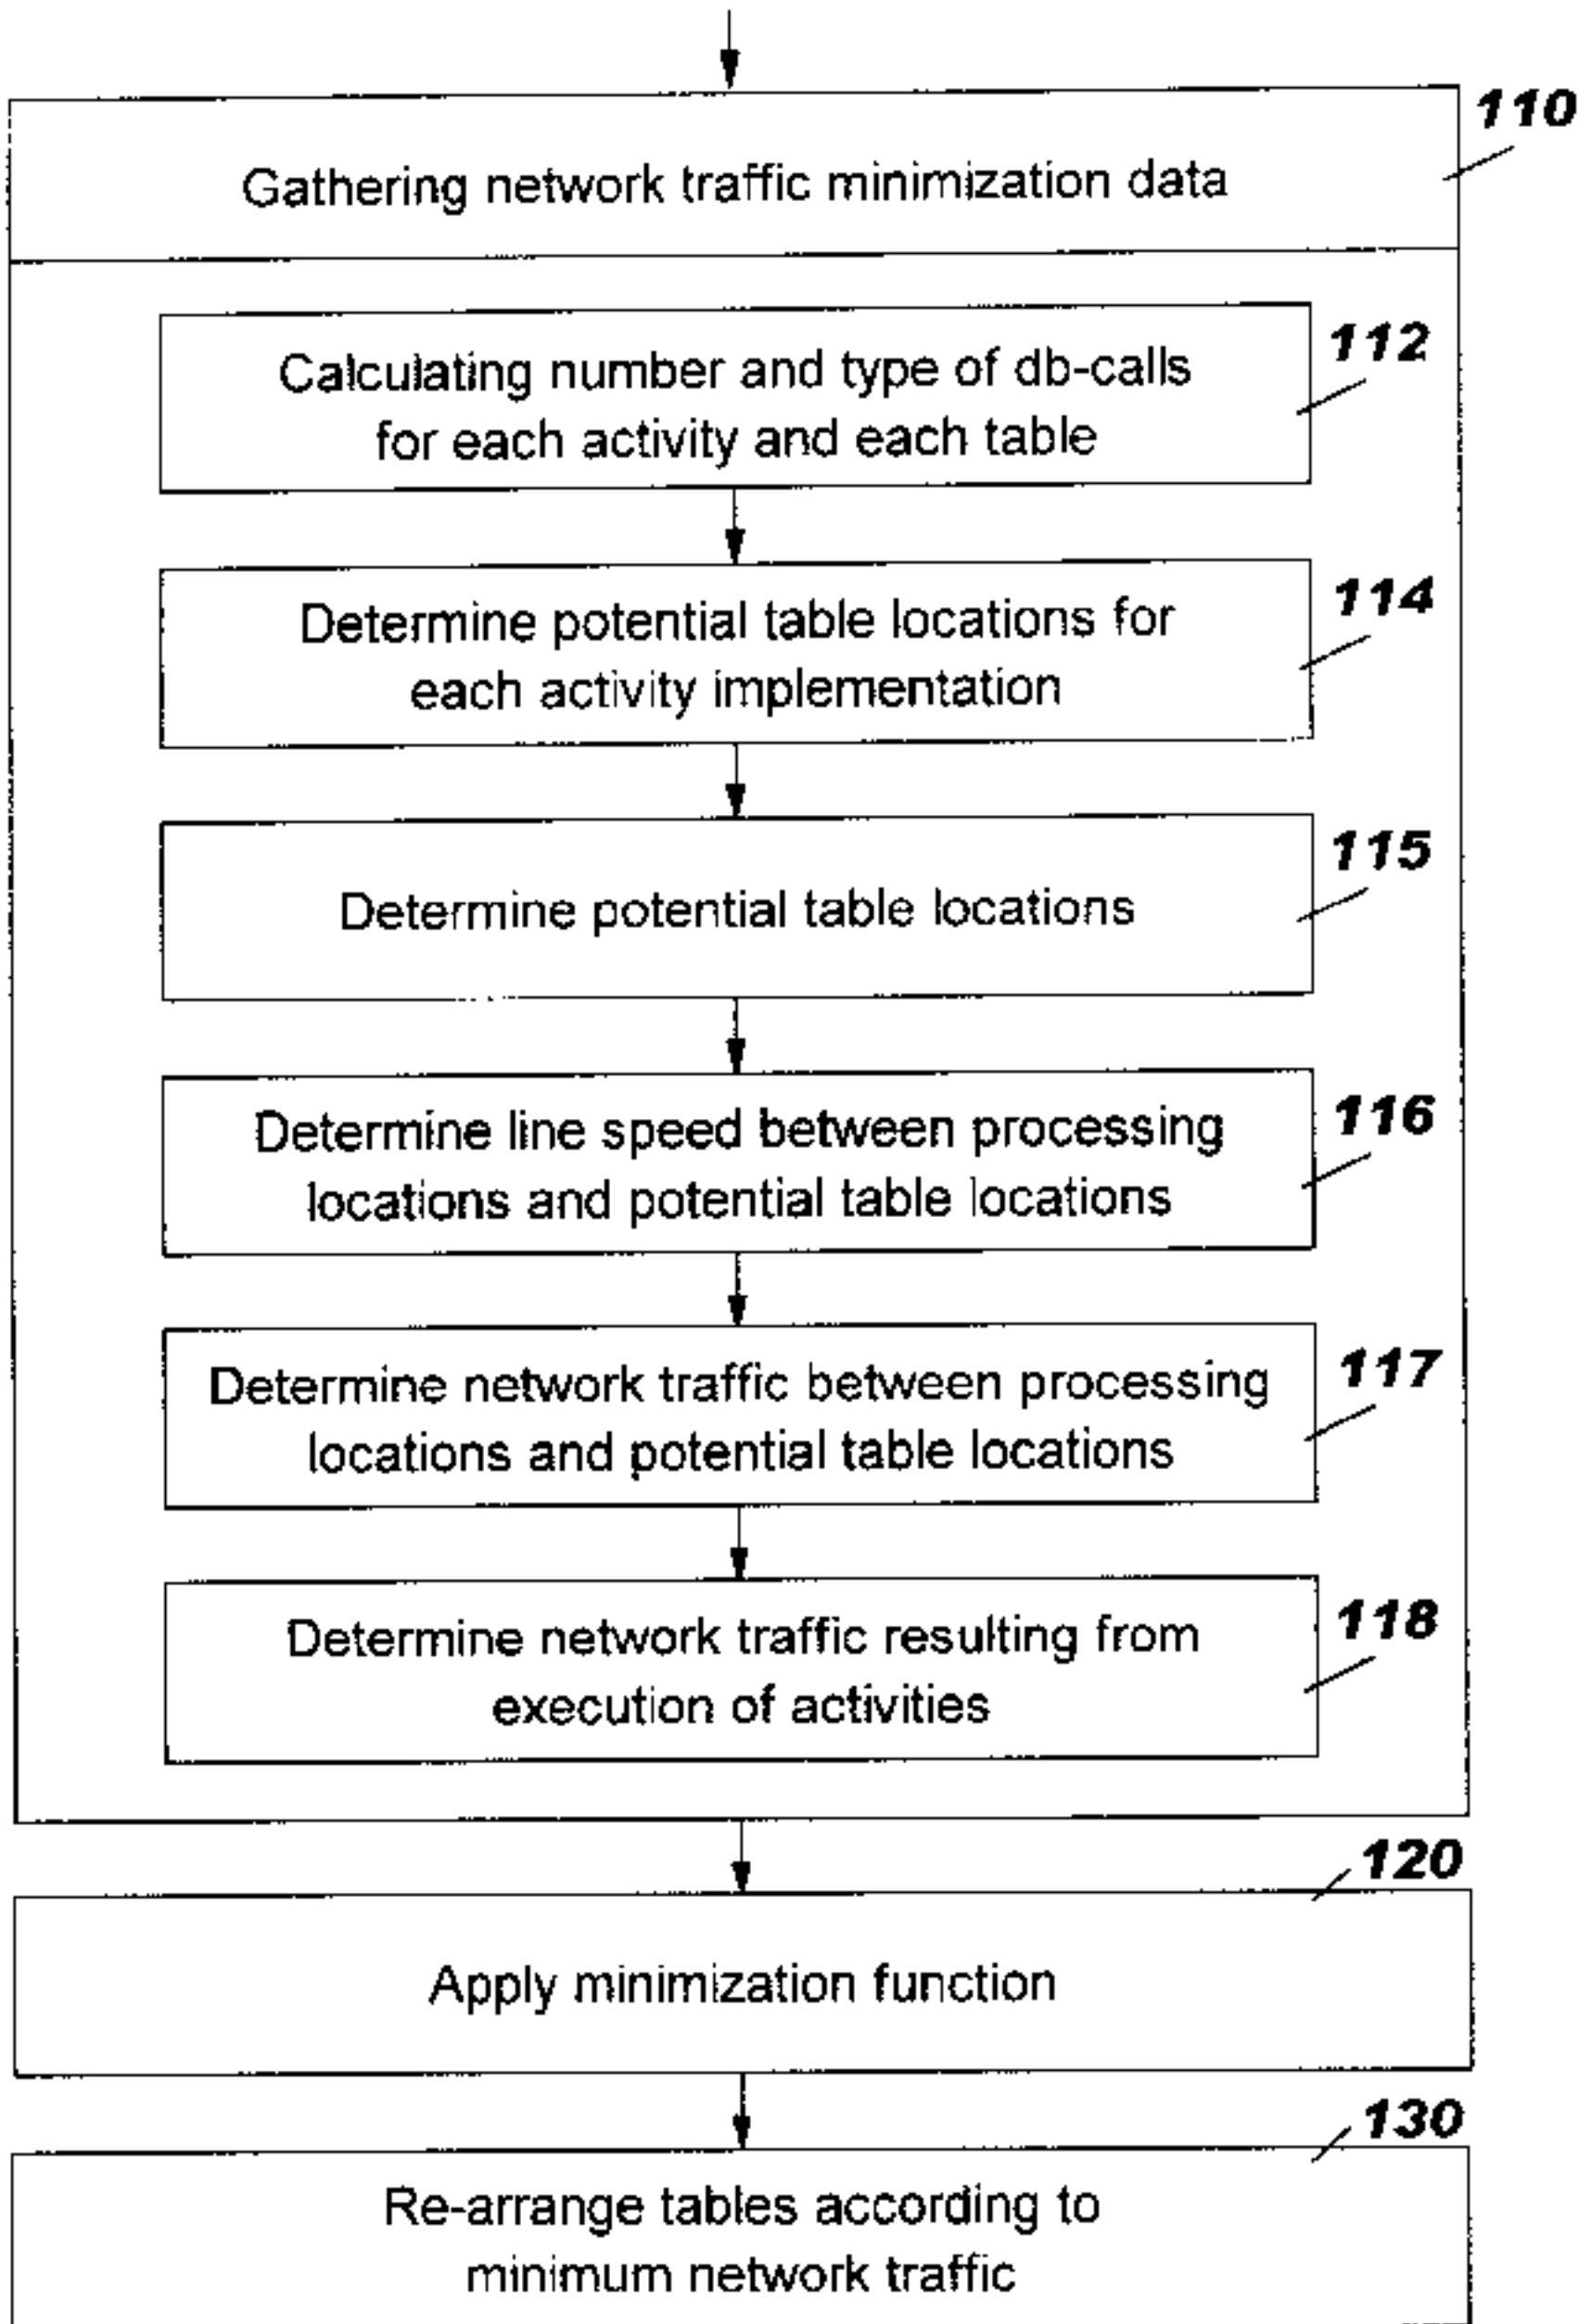 110
Gathering network traffic minimization data
112
Calculating number and type of db-calls
for each activity and each table
114
Determine potential table locations for
each activity implementation
115
Determine potential table locations
116
Determine line speed between processing
locations and potential table locations
117
Determine network traffic between processing
locations and potential table locations
118
Determine network traffic resulting from
execution of activities
120
Apply minimization function
130
Re-arrange tables according to
minimum network traffic